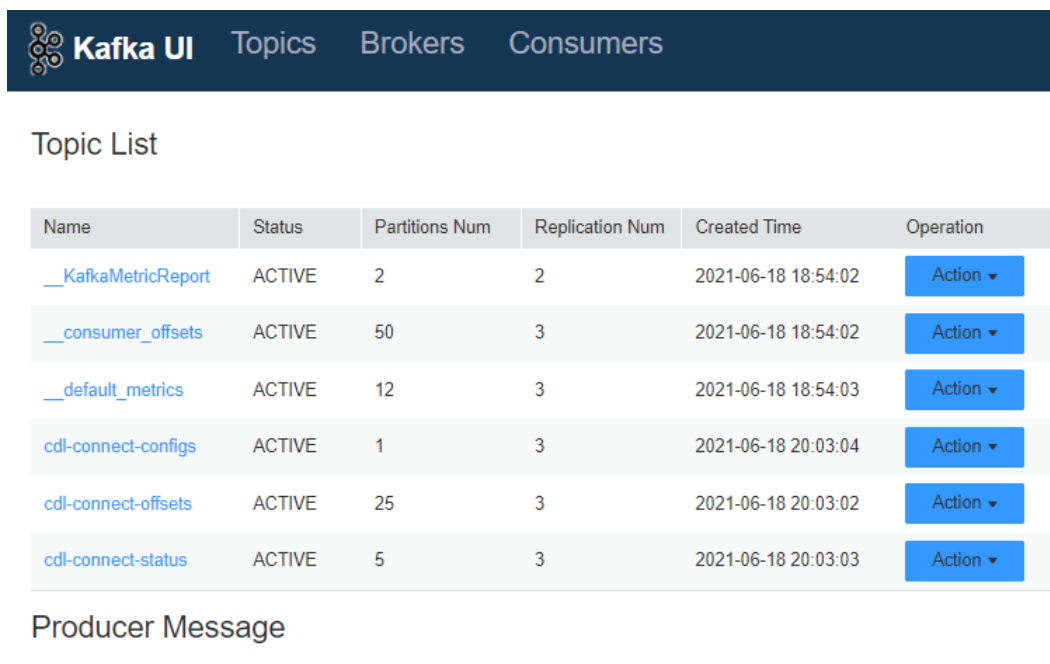 Kafka UI Topics Brokers Consumers
Topic List
Name Status Partitions Num Replication Num Created Time Operation
__KafkaMetricReport ACTIVE 2 2 2021-06-18 18:54:02 Action
__consumer_offsets ACTIVE 50 3 2021-06-18 18:54:02 Action
__default_metrics ACTIVE 12 3 2021-06-18 18:54:03 Action
cdl-connect-configs ACTIVE 1 3 2021-06-18 20:03:04 Action
cdl-connect-offsets ACTIVE 25 3 2021-06-18 20:03:02 Action
cdl-connect-status ACTIVE 5 3 2021-06-18 20:03:03 Action
Producer Message